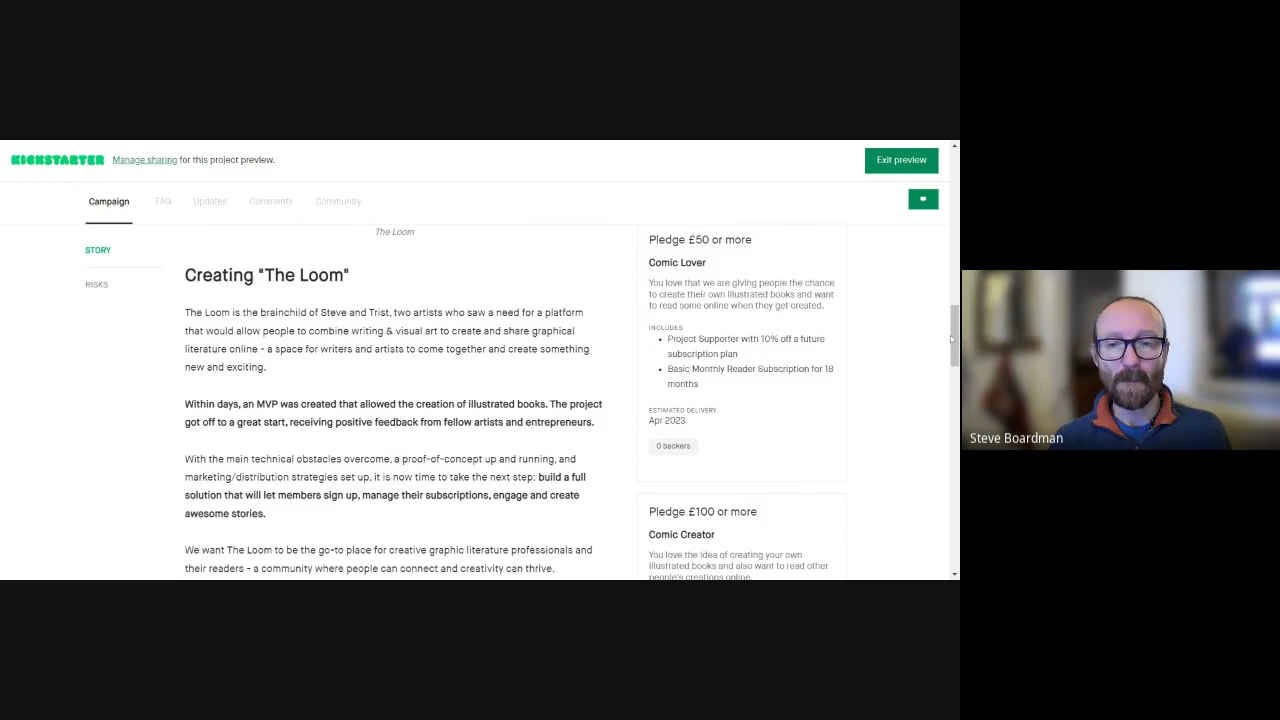 KICKSTARTER Manage sharing for this project preview. Exit preview
Campaign FAQ Updates Comments Community
STORY
RISKS
The Loom
Creating "The Loom"
The Loom is the brainchild of Steve and Trist, two artists who saw a need for a platform
that would allow people to combine writing & visual art to create and share graphical
literature online - a space for writers and artists to come together and create something
new and exciting.
Within days, an MVP was created that allowed the creation of illustrated books. The project
got off to a great start, receiving positive feedback from fellow artists and entrepreneurs.
With the main technical obstacles overcome, a proof-of-concept up and running, and
marketing/distribution strategies set up, it is now time to take the next step: build a full
solution that will let members sign up, manage their subscriptions, engage and create
awesome stories.
We want The Loom to be the go-to place for creative graphic literature professionals and
their readers - a community where people can connect and creativity can thrive.
Pledge £50 or more
Comic Lover
You love that we are giving people the chance
to create their own illustrated books and want
to read some online when they get created.
INCLUDES
• Project Supporter with 10% off a future
subscription plan
• Basic Monthly Reader Subscription for 18
months
ESTIMATED DELIVERY
Apr 2023
0 backers
Pledge £100 or more
Comic Creator
You love the idea of creating your own
illustrated books and also want to read other
people's creations online.
Steve Boardman